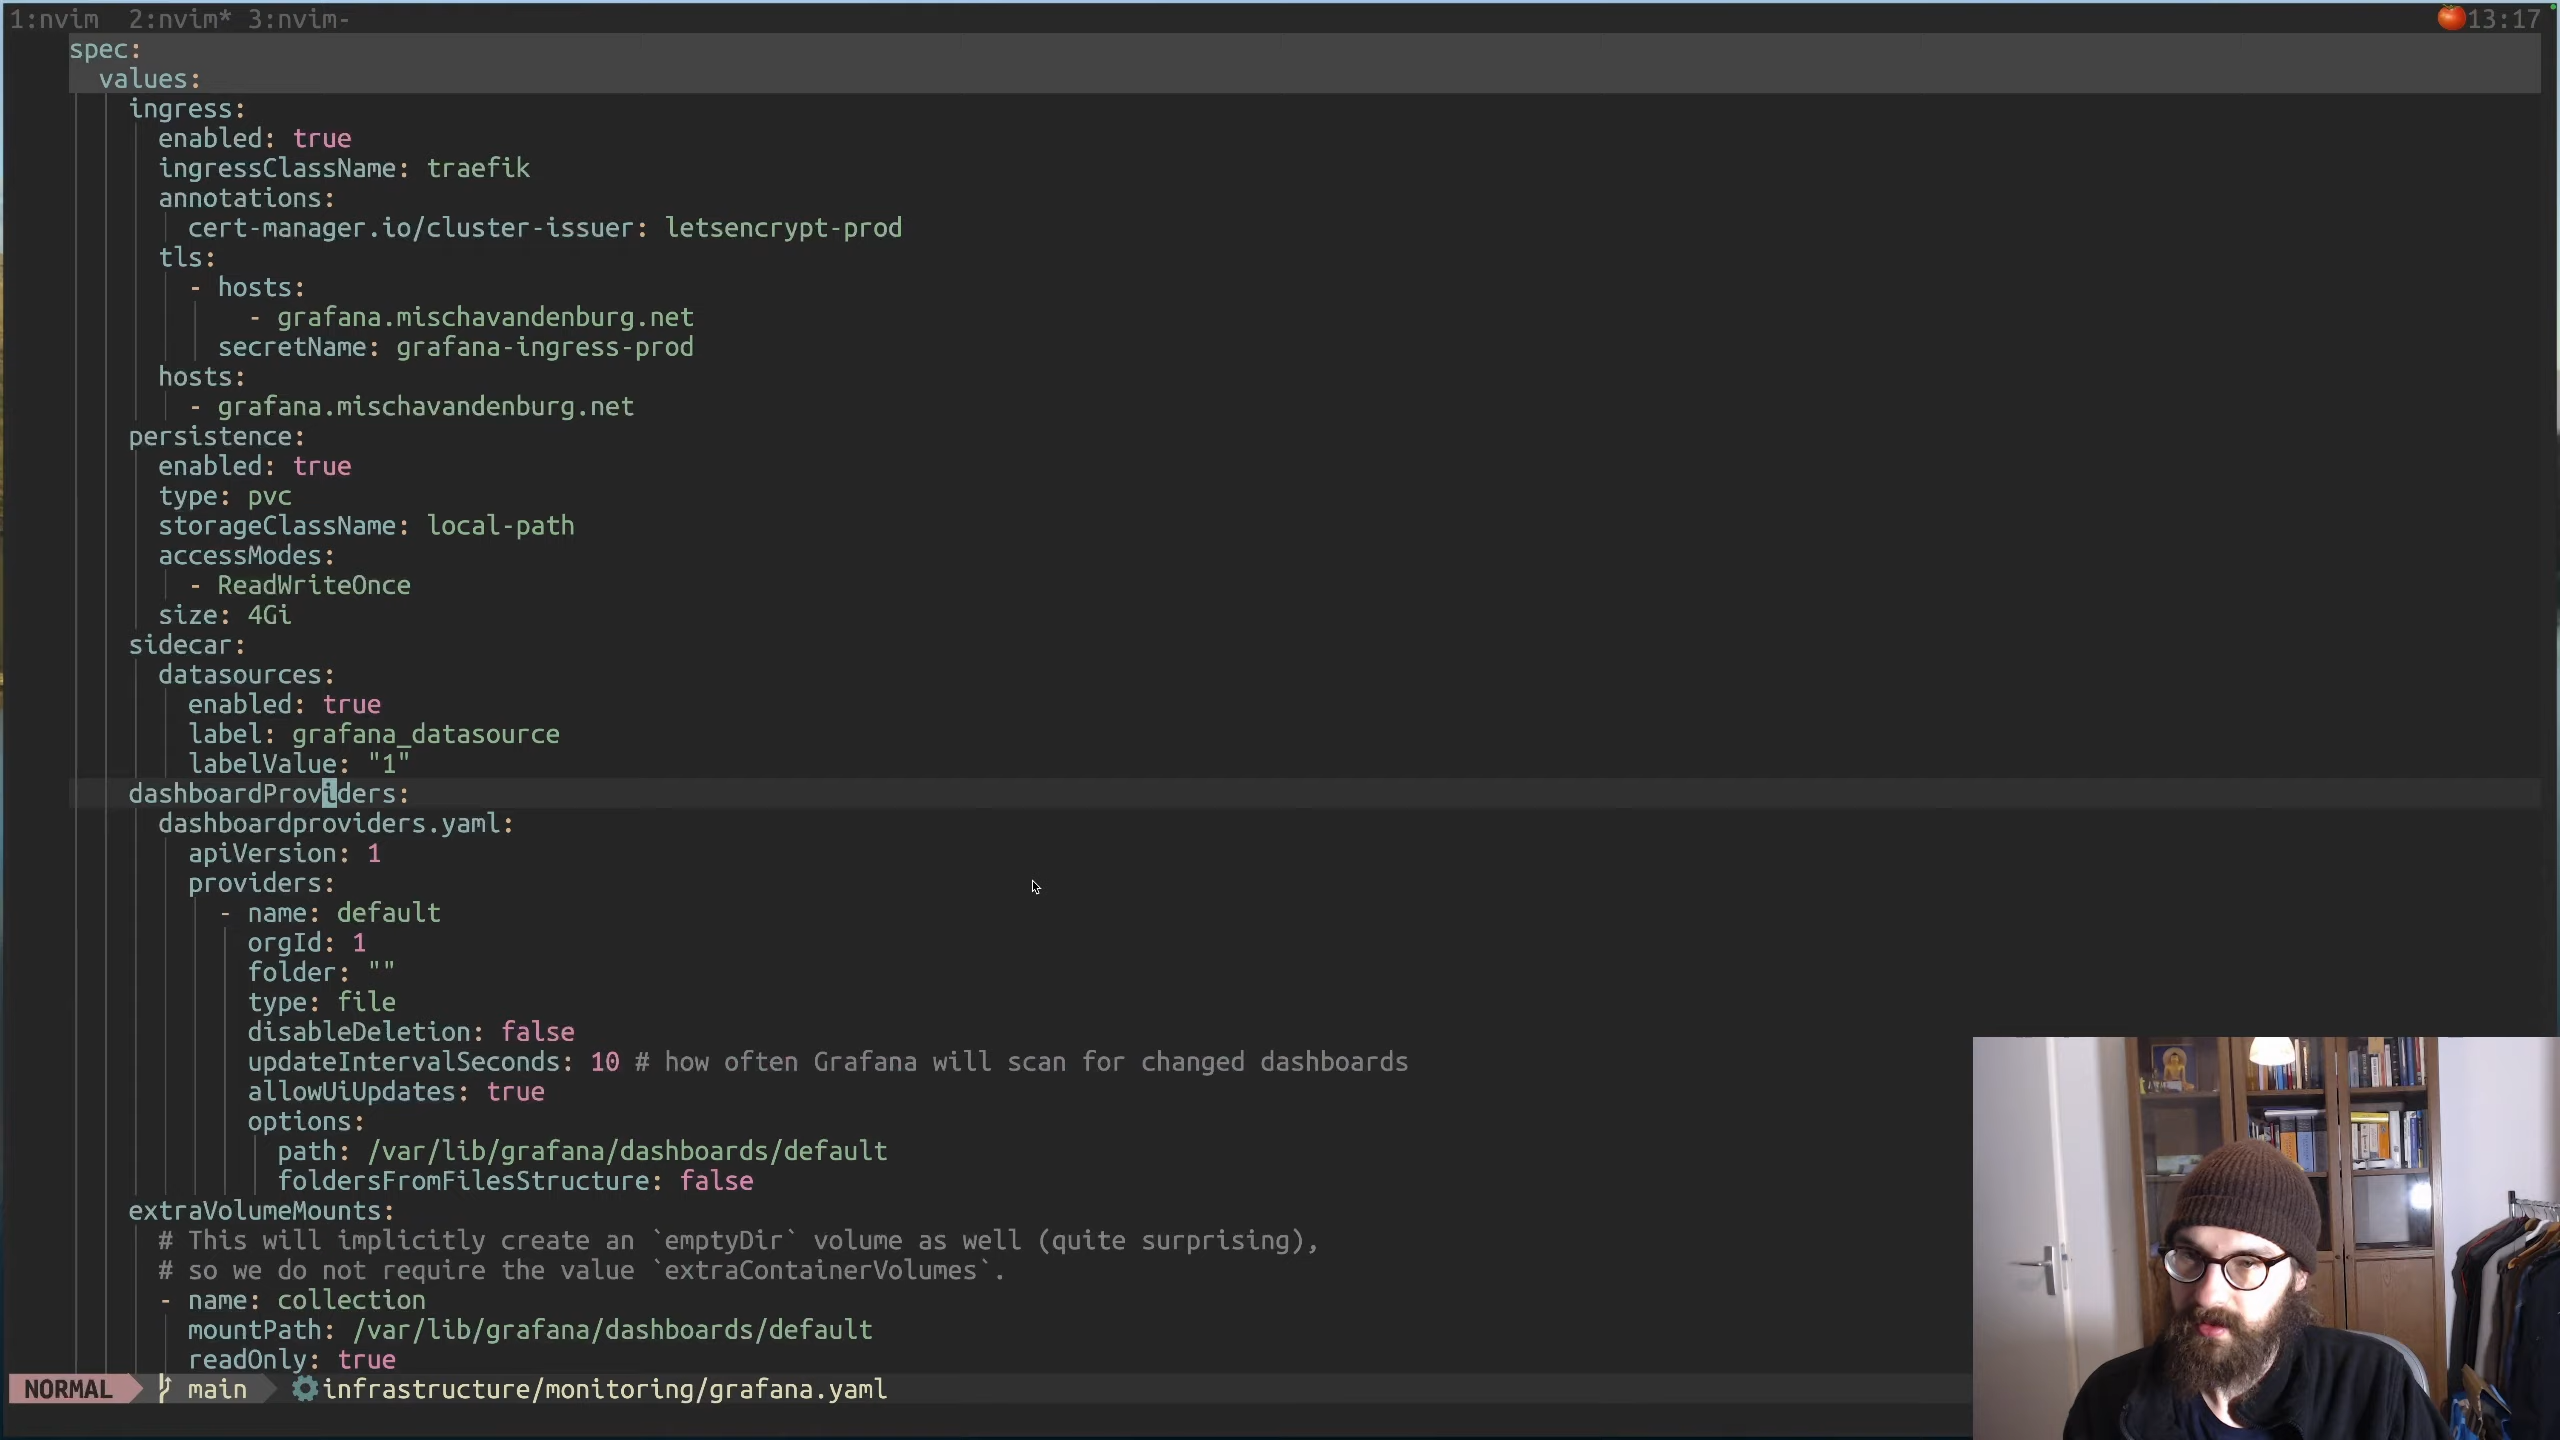 1:nvim  2:nvim* 3:nvim-
13:17
spec:
  values:
    ingress:
      enabled: true
      ingressClassName: traefik
      annotations:
        cert-manager.io/cluster-issuer: letsencrypt-prod
      tls:
        - hosts:
            - grafana.mischavandenburg.net
          secretName: grafana-ingress-prod
      hosts:
        - grafana.mischavandenburg.net
    persistence:
      enabled: true
      type: pvc
      storageClassName: local-path
      accessModes:
        - ReadWriteOnce
      size: 4Gi
    sidecar:
      datasources:
        enabled: true
        label: grafana_datasource
        labelValue: "1"
    dashboardProviders:
      dashboardproviders.yaml:
        apiVersion: 1
        providers:
          - name: default
            orgId: 1
            folder: ""
            type: file
            disableDeletion: false
            updateIntervalSeconds: 10 # how often Grafana will scan for changed dashboards
            allowUiUpdates: true
            options:
              path: /var/lib/grafana/dashboards/default
              foldersFromFilesStructure: false
    extraVolumeMounts:
      # This will implicitly create an `emptyDir` volume as well (quite surprising),
      # so we do not require the value `extraContainerVolumes`.
      - name: collection
        mountPath: /var/lib/grafana/dashboards/default
        readOnly: true
NORMAL main infrastructure/monitoring/grafana.yaml